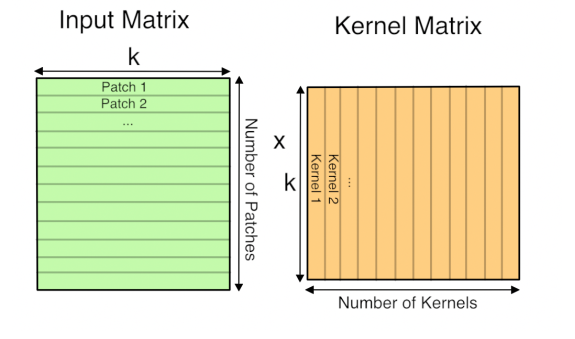 Input Matrix
k
Patch 1
Patch 2
...
Number of Patches
x
Kernel Matrix
k
Kernel 1
Kernel 2
...
Number of Kernels